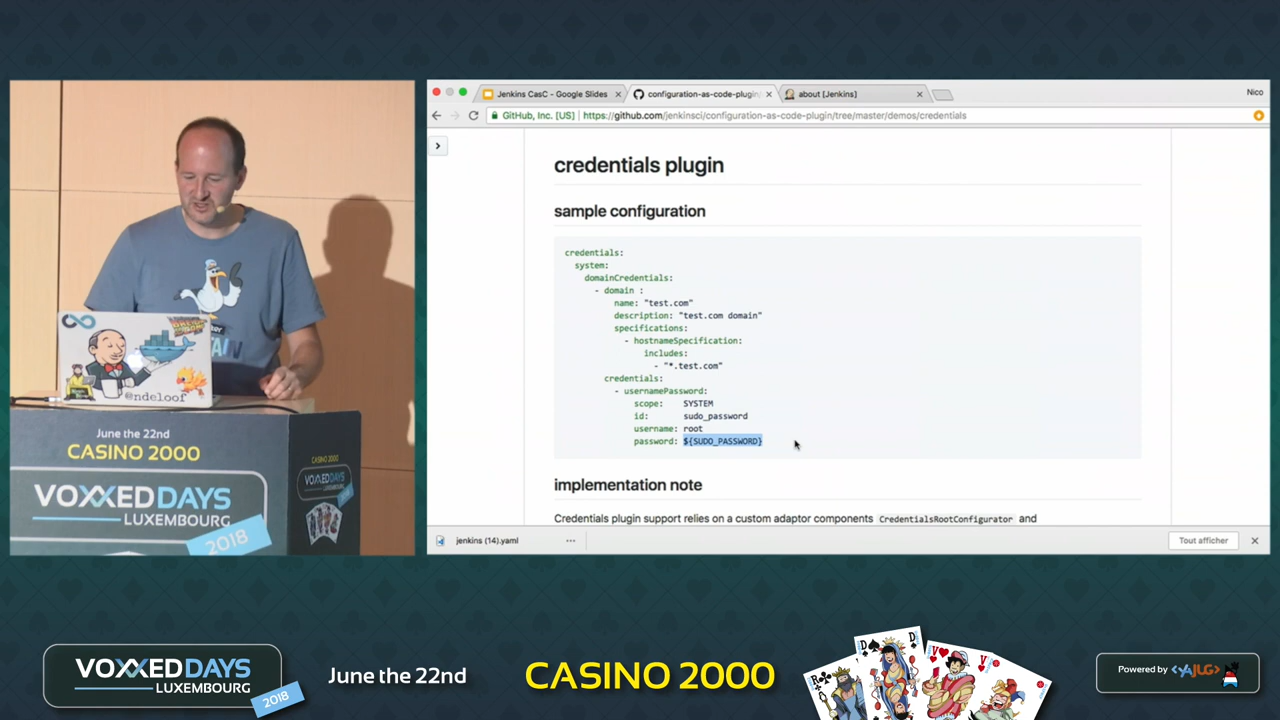 Jenkins CasC - Google Slides
configuration-as-code-plugin/
about [Jenkins]
Nico
GitHub, Inc. [US]
https://github.com/jenkinsci/configuration-as-code-plugin/tree/master/demos/credentials
credentials plugin
sample configuration
credentials:
system:
domainCredentials:
- domain :
name: "test.com"
description: "test.com domain"
specifications:
- hostnameSpecification:
includes:
- "*.test.com"
credentials:
- usernamePassword:
scope: SYSTEM
id: sudo_password
username: root
password: ${SUDO_PASSWORD}
implementation note
Credentials plugin support relies on a custom adaptor components CredentialsRootConfigurator and
jenkins (14).yaml
Tout afficher
@ndeloof
June the 22nd
CASINO 2000
VOXXEDDAYS
LUXEMBOURG
2018
CASINO 2000
VOXXEDDAYS
VOXXEDDAYS
LUXEMBOURG
2018
June the 22nd
CASINO 2000
R
D
D
V
V
Powered by <YAJUG>